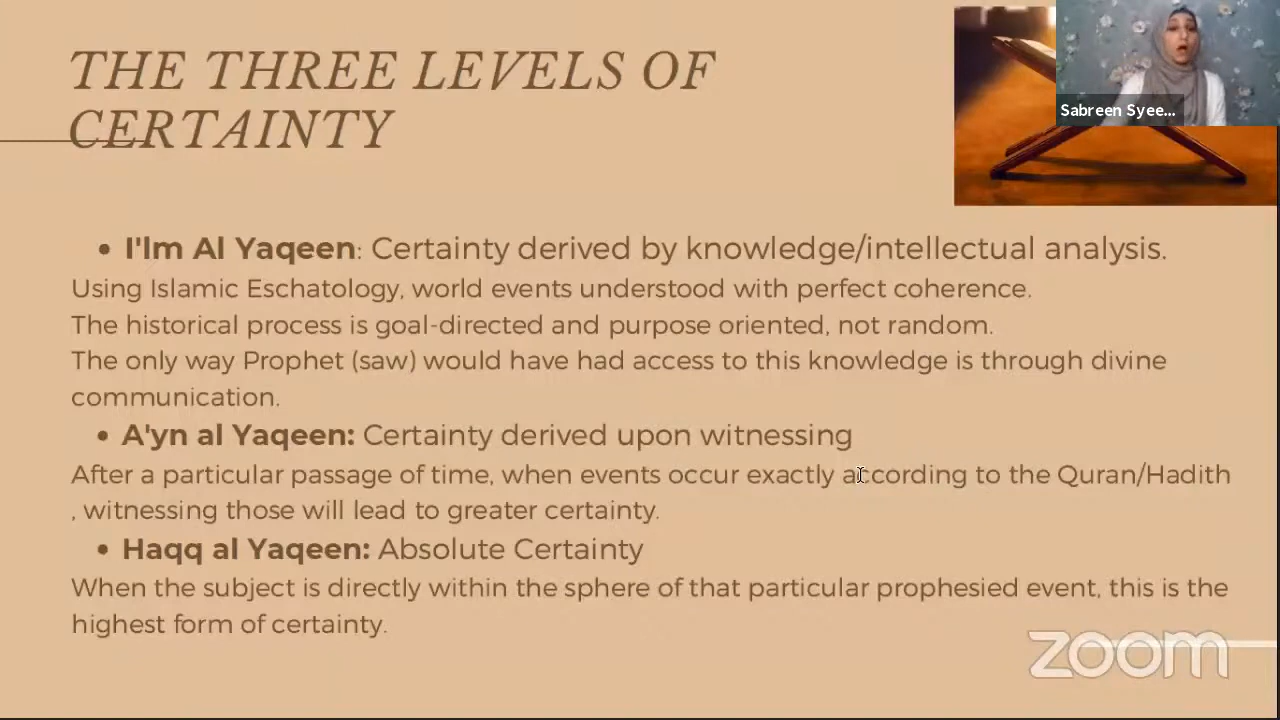 THE THREE LEVELS OF
CERTAINTY
Sabreen Syee...
• I'lm Al Yaqeen: Certainty derived by knowledge/intellectual analysis.
Using Islamic Eschatology, world events understood with perfect coherence.
The historical process is goal-directed and purpose oriented, not random.
The only way Prophet (saw) would have had access to this knowledge is through divine
communication.
• A'yn al Yaqeen: Certainty derived upon witnessing
After a particular passage of time, when events occur exactly according to the Quran/Hadith
, witnessing those will lead to greater certainty.
• Haqq al Yaqeen: Absolute Certainty
When the subject is directly within the sphere of that particular prophesied event, this is the
highest form of certainty.
zoom